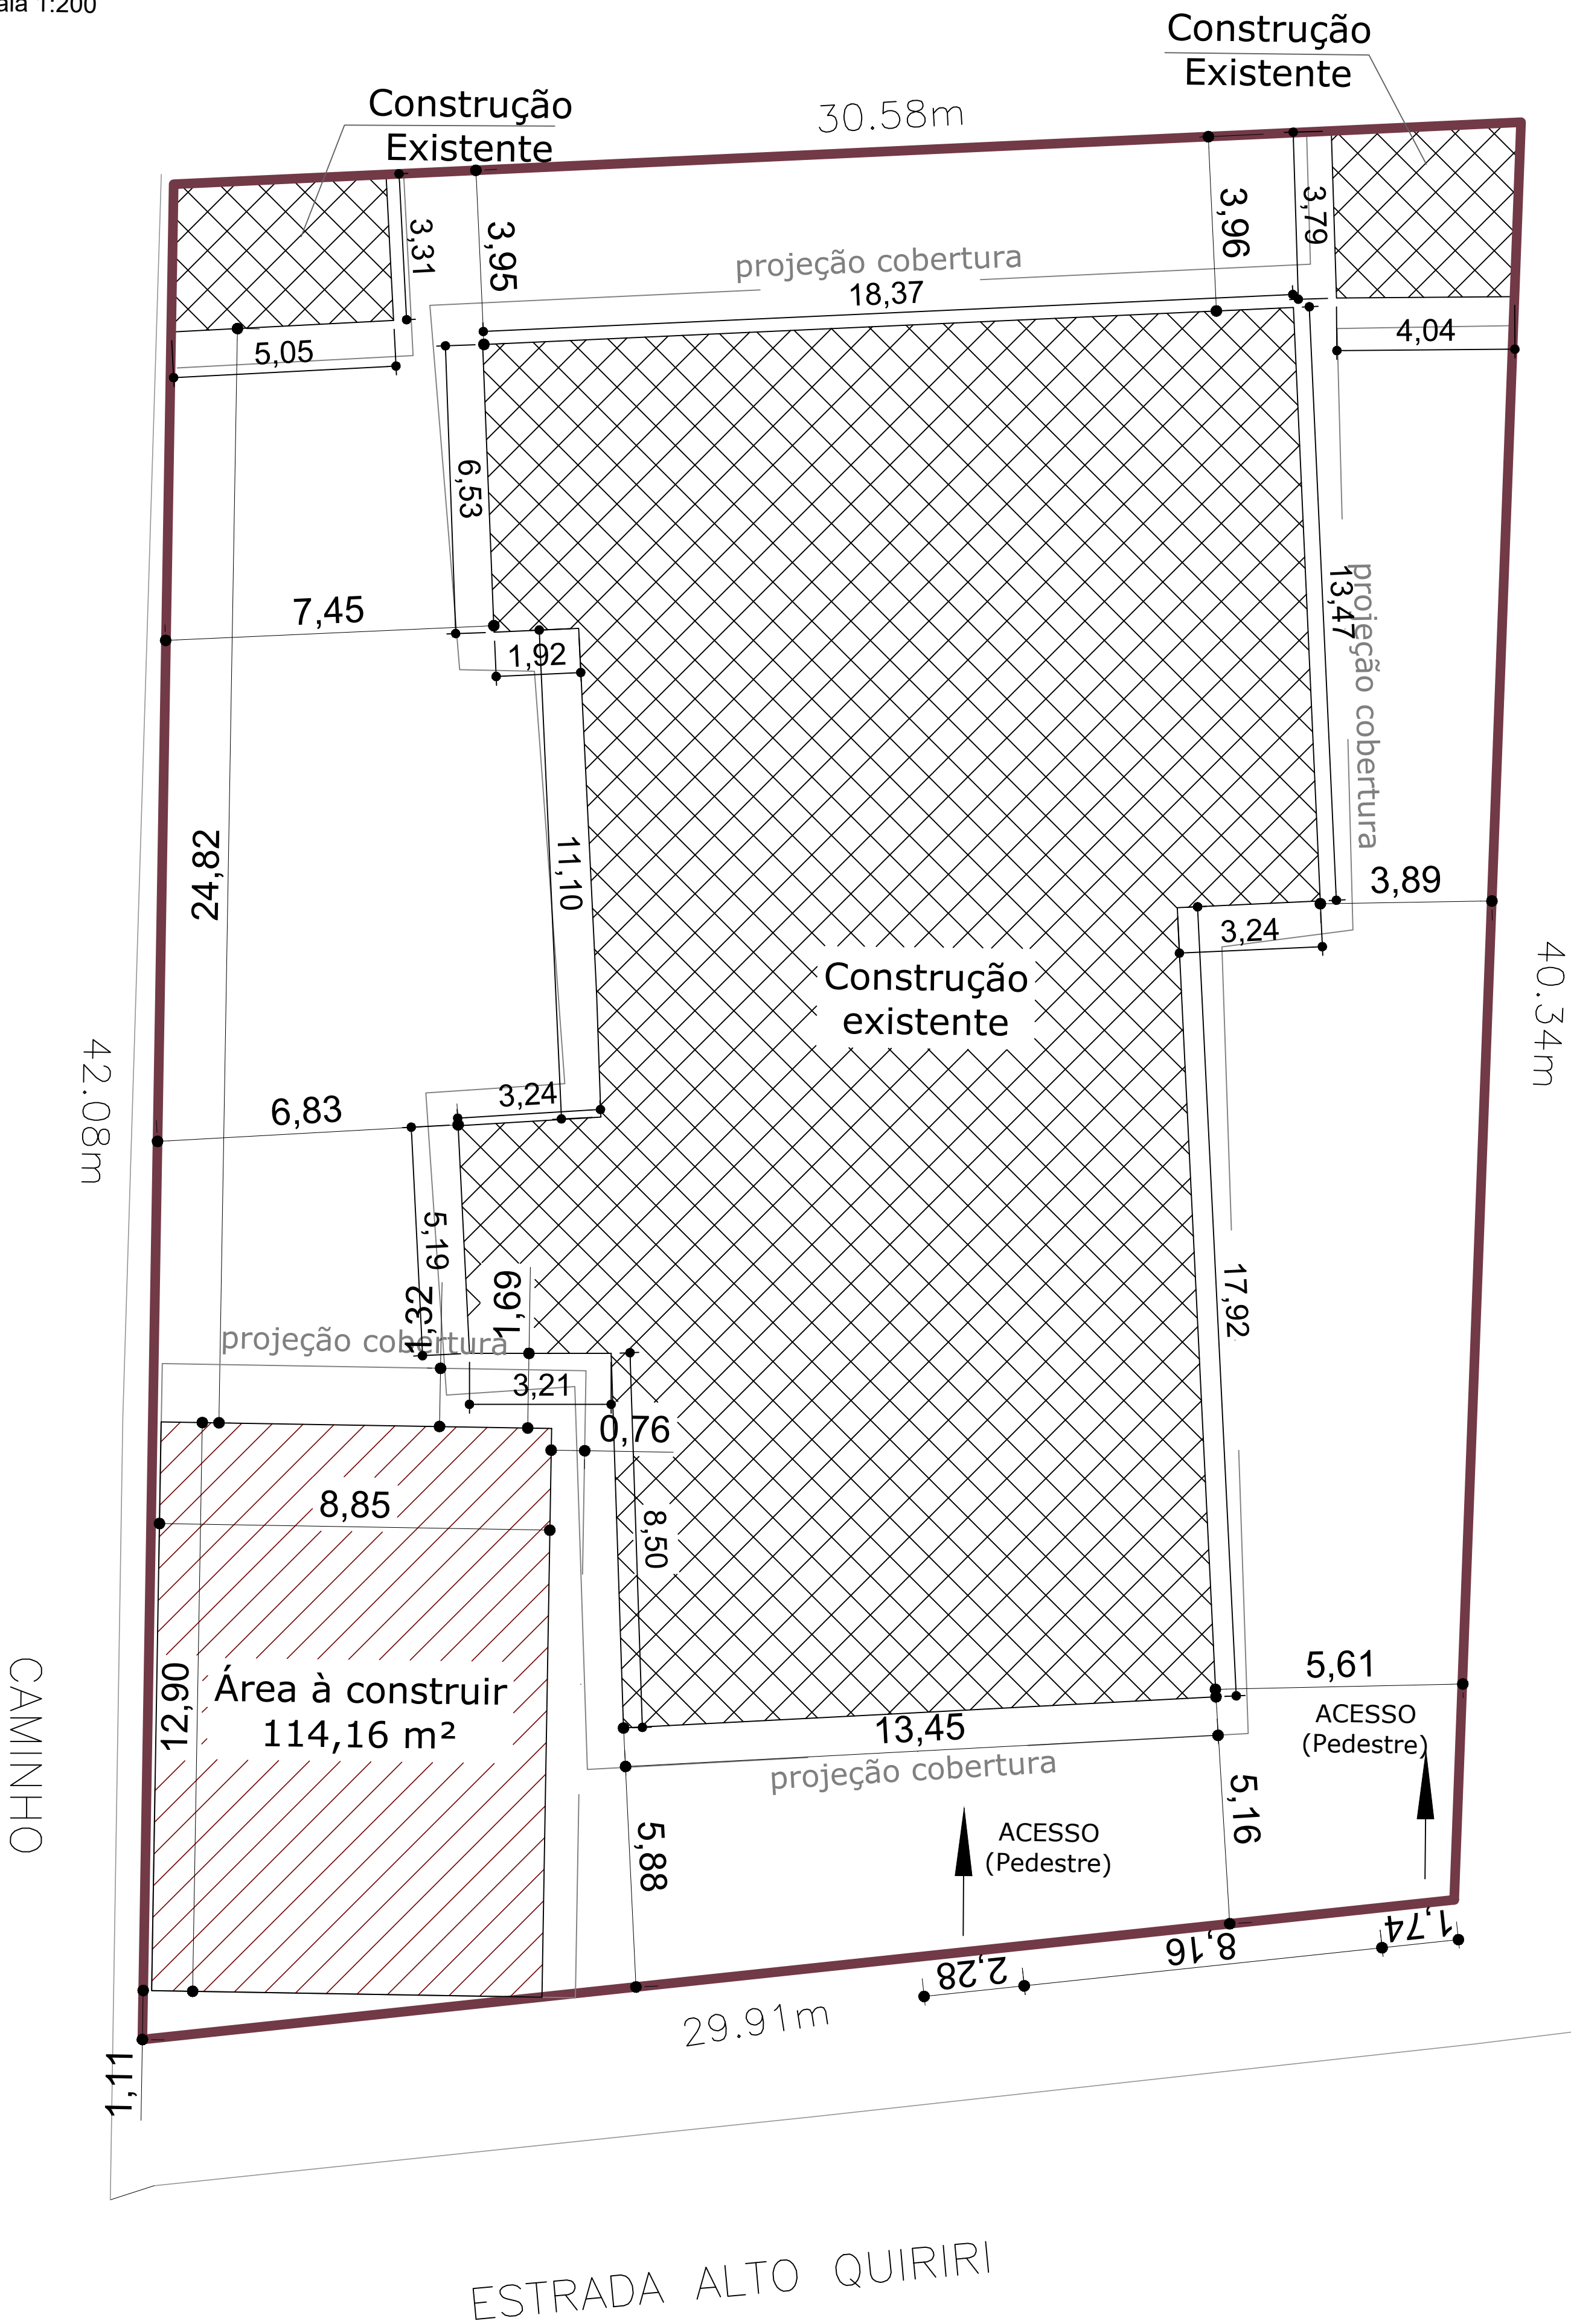 1:200
Construção
Existente
Construção
Existente
30.58m
3,31
3,95
3,96
3,79
projeção cobertura
18,37
5,05
4,04
6,53
7,45
1,92
13,47
projeção cobertura
11,10
24,82
3,89
3,24
Construção
existente
40.34m
42.08m
3,24
6,83
5,19
1,32
1,69
17,92
projeção cobertura
3,21
0,76
8,85
8,50
Área à construir
114,16 m²
12,90
5,61
13,45
ACESSO
(Pedestre)
projeção cobertura
CAMINHO
5,88
5,16
ACESSO
(Pedestre)
2,28
8,16
1,74
29.91m
1,11
ESTRADA ALTO QUIRIRI